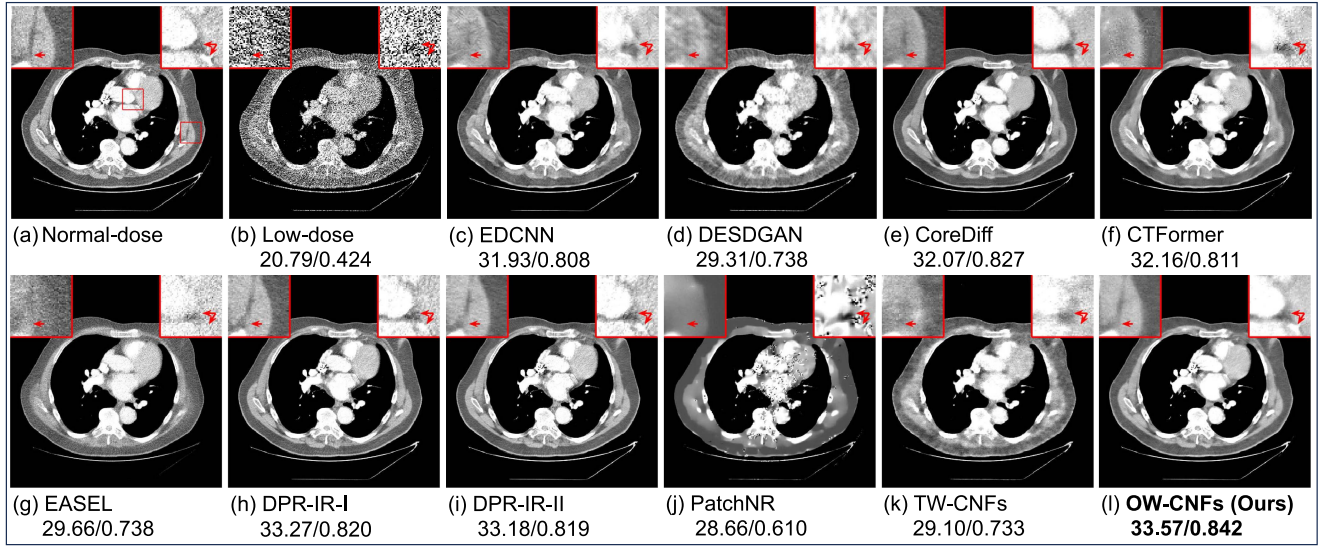 (a) Normal-dose
(b) Low-dose
20.79/0.424
(c) EDCNN
31.93/0.808
(d) DESDGAN
29.31/0.738
(e) CoreDiff
32.07/0.827
(f) CTFormer
32.16/0.811
(g) EASEL
29.66/0.738
(h) DPR-IR-I
33.27/0.820
(i) DPR-IR-II
33.18/0.819
(j) PatchNR
28.66/0.610
(k) TW-CNFs
29.10/0.733
(l) OW-CNFs (Ours)
33.57/0.842